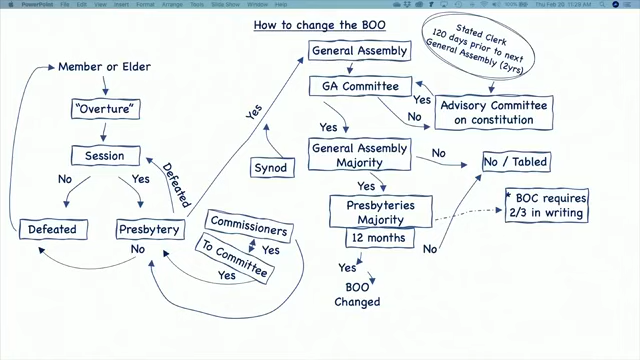 PowerPoint File Edit View Insert Format Arrange Tools Slide Show Window Help
100% Thu Feb 20 11:29 AM
How to change the BOO
Stated Clerk
120 days prior to next
General Assembly (2yrs)
General Assembly
Member or Elder
GA Committee
Yes
"Overture"
Advisory Committee
on constitution
Yes
No
Yes
Session
General Assembly
Majority
No
No / Tabled
No
Yes
Defeated
Synod
Yes
Presbyteries
Majority
* BOC requires
2/3 in writing
12 months
No
Defeated
Presbytery
Commissioners
Yes
To Committee
No
Yes
Yes
BOO
Changed